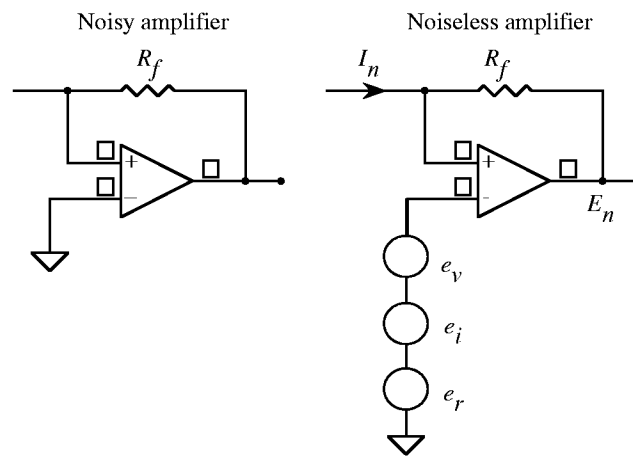 Noisy amplifier
Noiseless amplifier
R_f
I_n
R_f
+
−
+
-
E_n
e_v
e_i
e_r